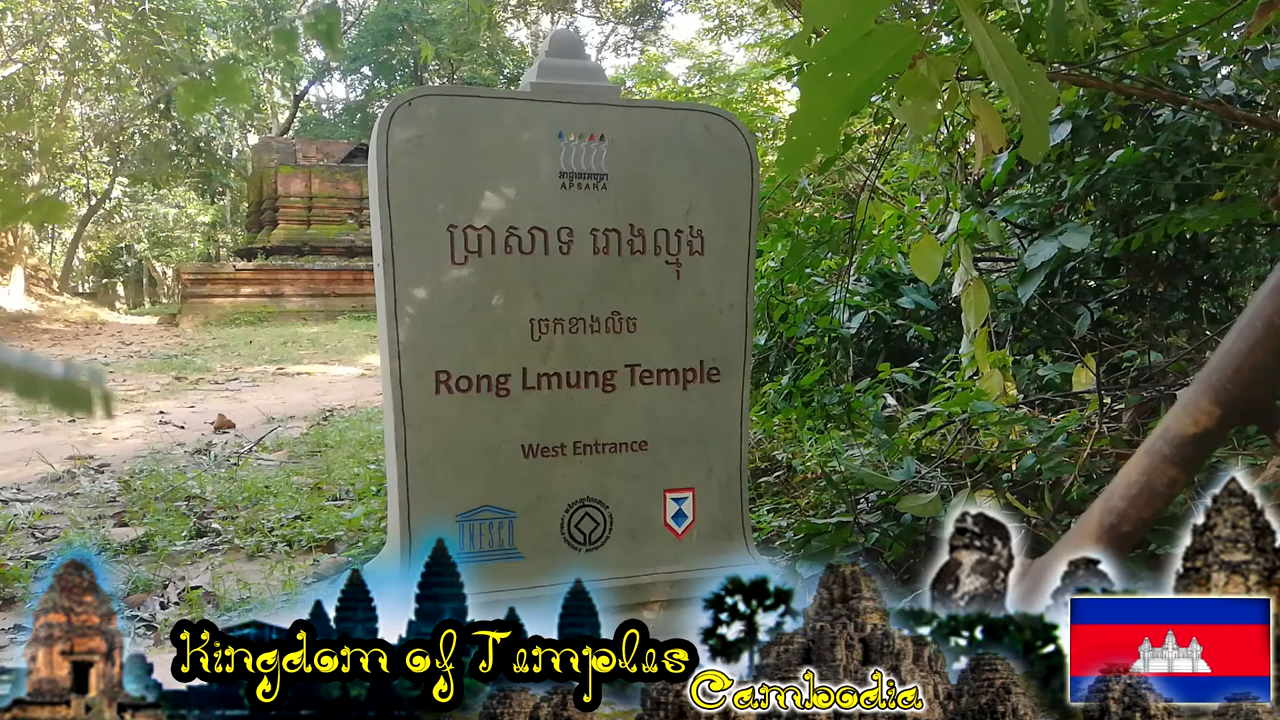 អាជ្ញាធរអប្សរា
APSARA
ប្រាសាទ រោងល្មុង
ច្រកខាងលិច
Rong Lmung Temple
West Entrance
UNESCO
Kingdom of Temples
Cambodia